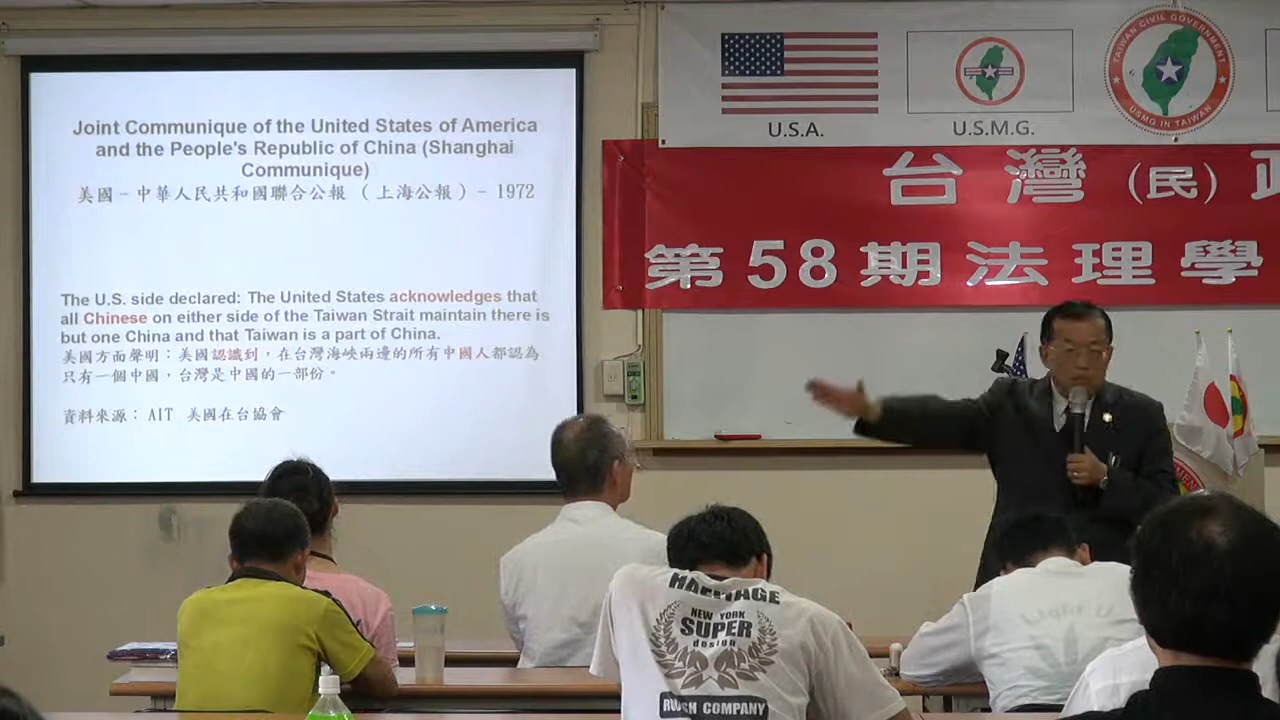 Joint Communique of the United States of America
and the People's Republic of China (Shanghai
Communique)
美國－中華人民共和國聯合公報（上海公報）－1972
The U.S. side declared: The United States acknowledges that
all Chinese on either side of the Taiwan Strait maintain there is
but one China and that Taiwan is a part of China.
美國方面聲明：美國認識到，在台灣海峽兩邊的所有中國人都認為
只有一個中國，台灣是中國的一部份。
資料來源：AIT 美國在台協會
U.S.A.
U.S.M.G.
TAIWAN CIVIL GOVERNMENT
USMG IN TAIWAN
台灣(民)政
第58期法理學
NEW YORK
SUPER
design
COMPANY